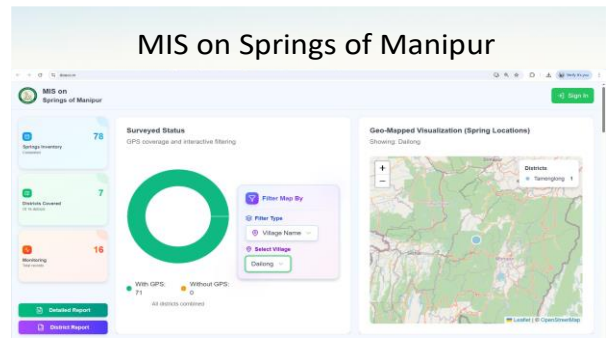 MIS on Springs of Manipur
MIS on
Springs of Manipur
Sign In
78
Springs Inventory
7
Districts Covered
16
Monitoring
Detailed Report
District Report
Surveyed Status
GPS coverage and interactive filtering
Filter Map By
Filter Type
Village Name
Select Village
Dailong
With GPS:
71
Without GPS:
0
All districts combined
Geo-Mapped Visualization (Spring Locations)
Showing: Dailong
+
−
Districts
Tamenglong 1
Leaflet | © OpenStreetMap